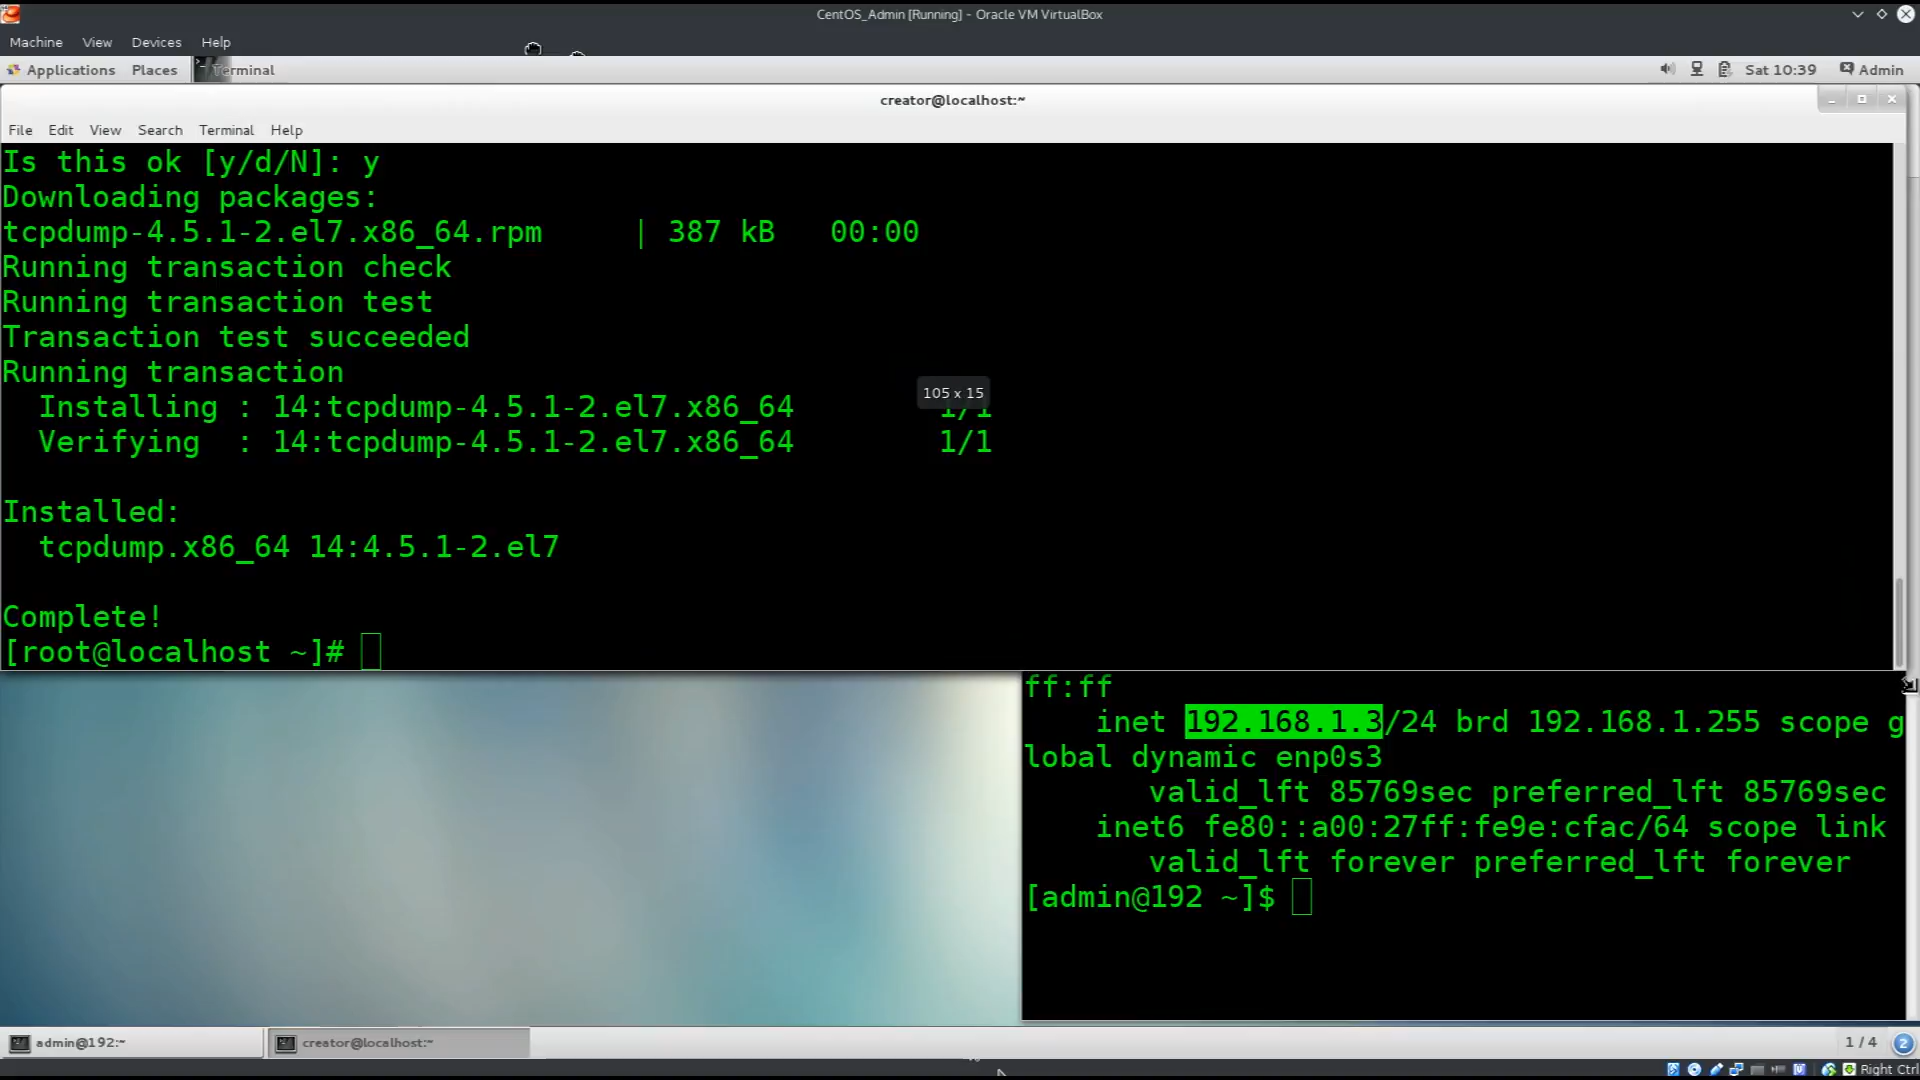 CentOS_Admin [Running] - Oracle VM VirtualBox
Machine View Devices Help
Applications Places Terminal Sat 10:39 Admin
creator@localhost:~
File Edit View Search Terminal Help
Is this ok [y/d/N]: y
Downloading packages:
tcpdump-4.5.1-2.el7.x86_64.rpm | 387 kB 00:00
Running transaction check
Running transaction test
Transaction test succeeded
Running transaction
105 x 15
Installing : 14:tcpdump-4.5.1-2.el7.x86_64 1/1
Verifying : 14:tcpdump-4.5.1-2.el7.x86_64 1/1
Installed:
tcpdump.x86_64 14:4.5.1-2.el7
Complete!
[root@localhost ~]#
ff:ff
inet 192.168.1.3/24 brd 192.168.1.255 scope g
lobal dynamic enp0s3
valid_lft 85769sec preferred_lft 85769sec
inet6 fe80::a00:27ff:fe9e:cfac/64 scope link
valid_lft forever preferred_lft forever
[admin@192 ~]$
admin@192:~ creator@localhost:~ 1 / 4 2
Right Ctrl